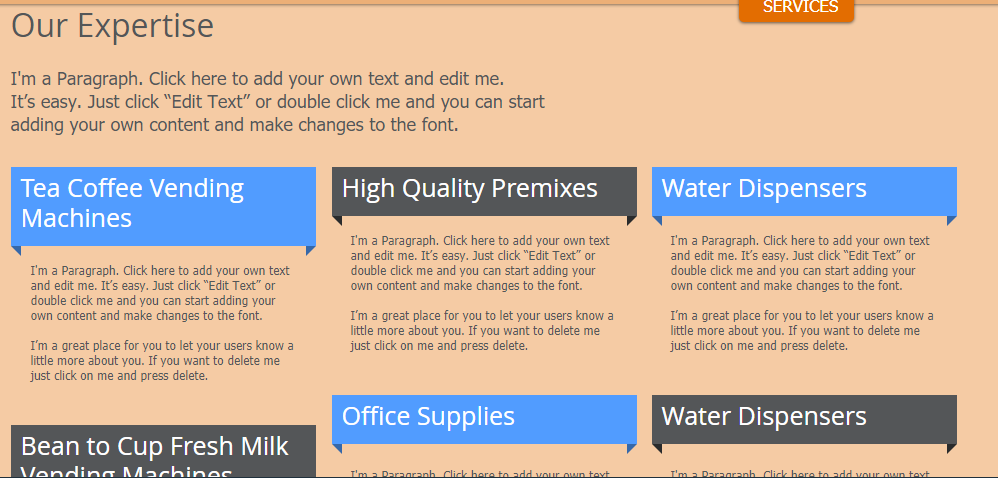 SERVICES
Our Expertise
I'm a Paragraph. Click here to add your own text and edit me.
It’s easy. Just click “Edit Text” or double click me and you can start
adding your own content and make changes to the font.
Tea Coffee Vending
Machines
I'm a Paragraph. Click here to add your own text
and edit me. It’s easy. Just click “Edit Text” or
double click me and you can start adding your
own content and make changes to the font.
I’m a great place for you to let your users know a
little more about you. If you want to delete me
just click on me and press delete.
Bean to Cup Fresh Milk
Vending Machines
High Quality Premixes
I'm a Paragraph. Click here to add your own text
and edit me. It’s easy. Just click “Edit Text” or
double click me and you can start adding your
own content and make changes to the font.
I’m a great place for you to let your users know a
little more about you. If you want to delete me
just click on me and press delete.
Office Supplies
I'm a Paragraph. Click here to add your own text
Water Dispensers
I'm a Paragraph. Click here to add your own text
and edit me. It’s easy. Just click “Edit Text” or
double click me and you can start adding your
own content and make changes to the font.
I’m a great place for you to let your users know a
little more about you. If you want to delete me
just click on me and press delete.
Water Dispensers
I'm a Paragraph. Click here to add your own text